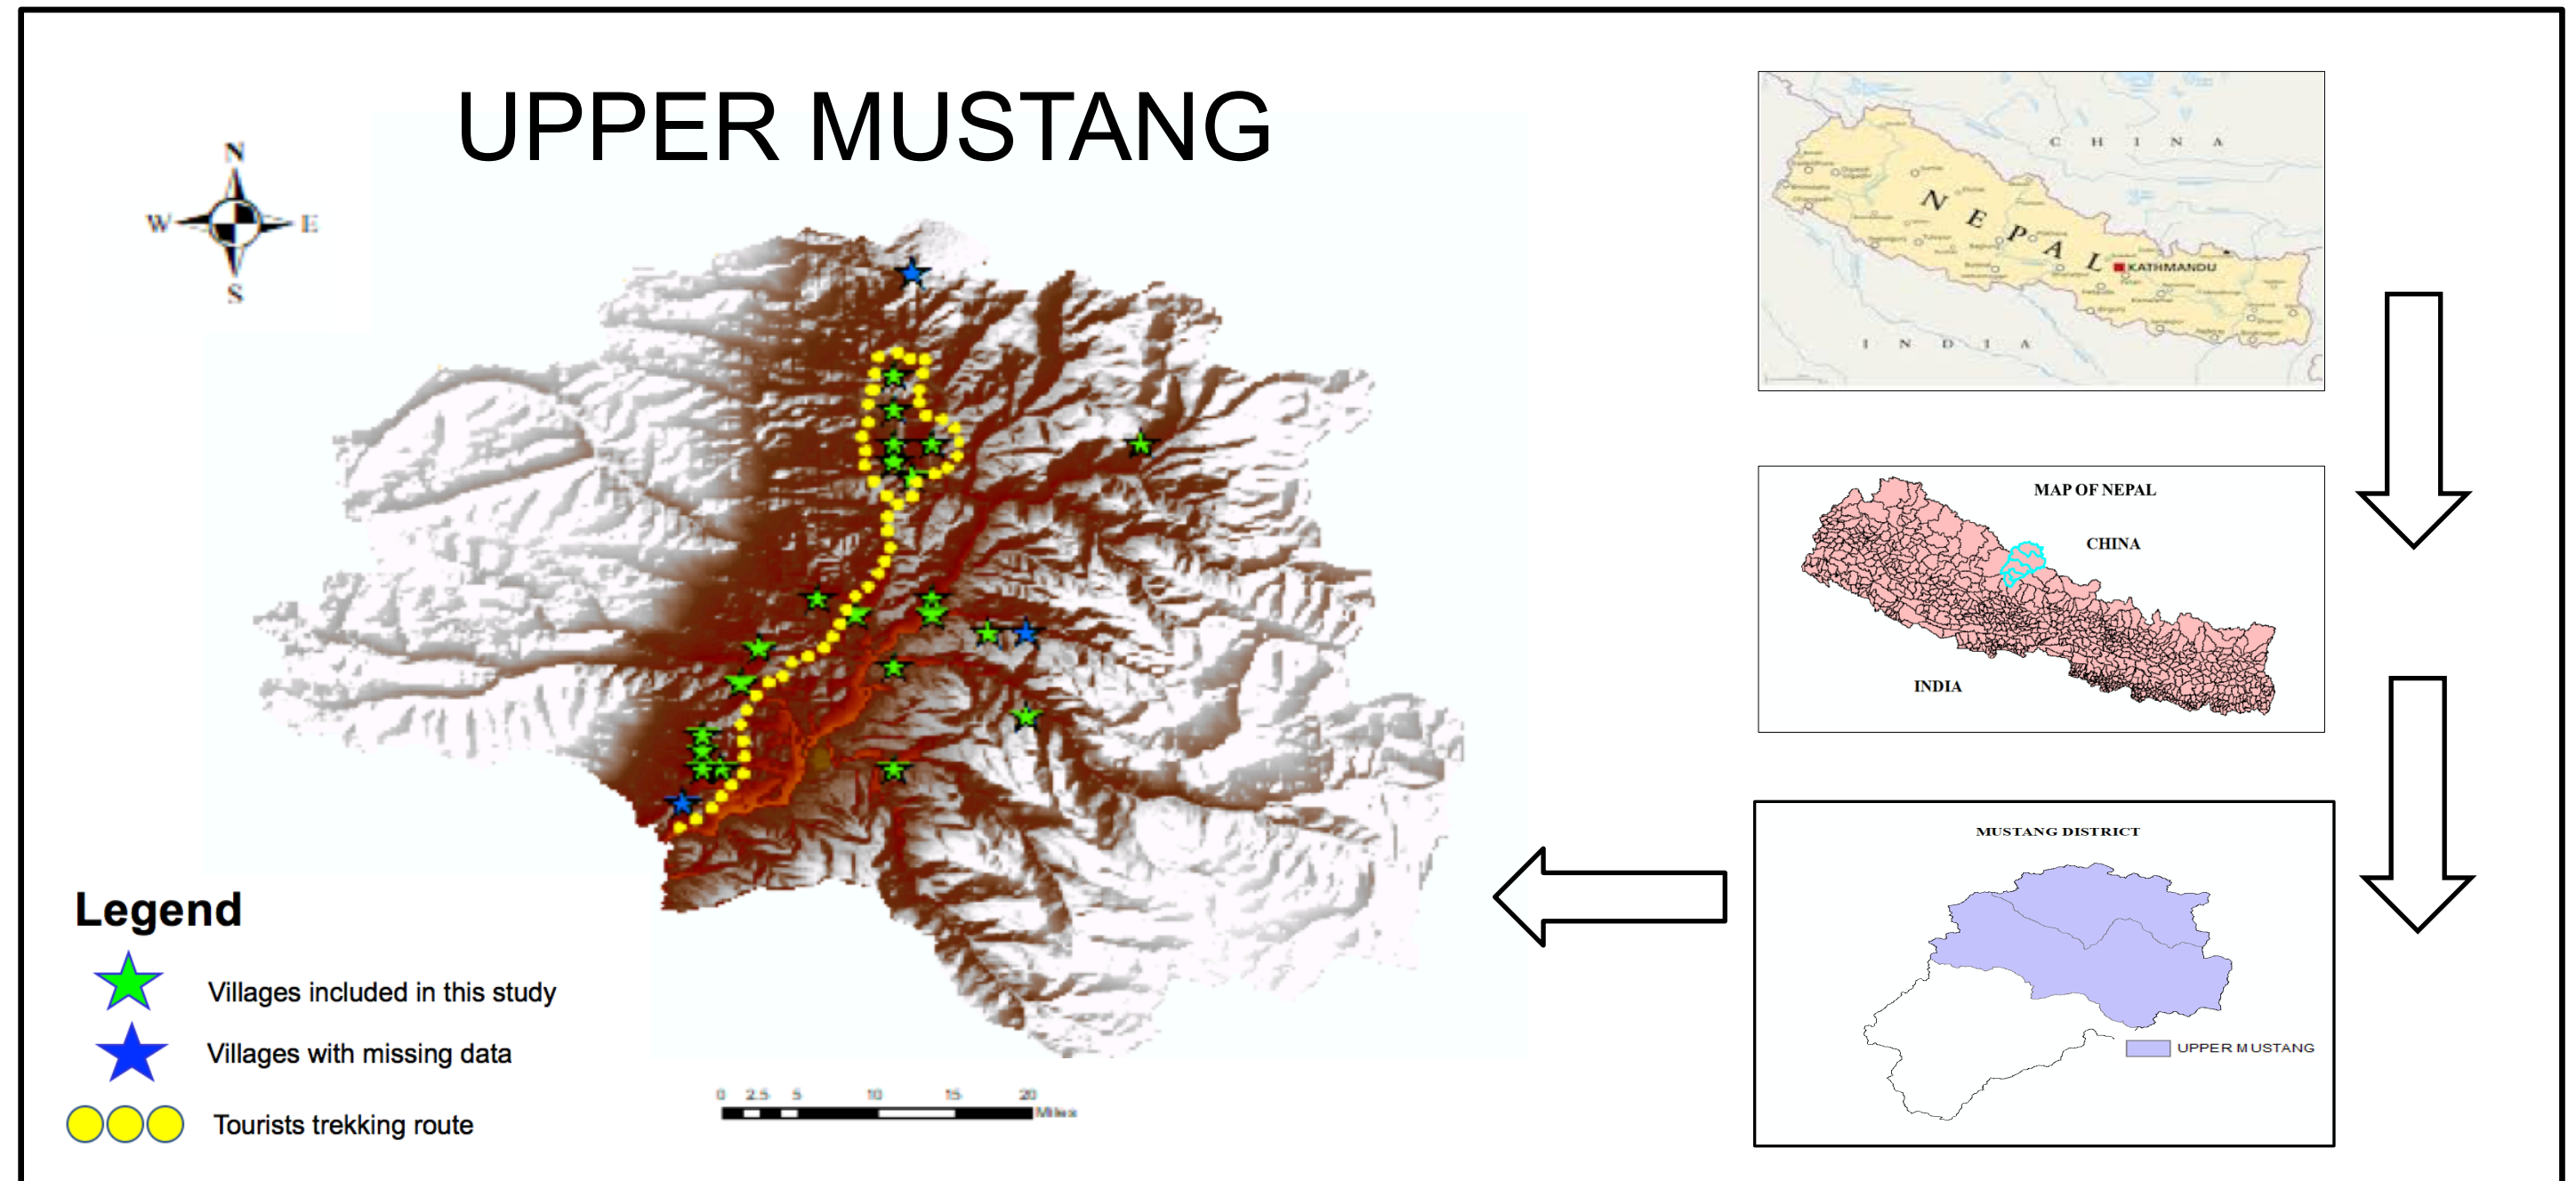 UPPER MUSTANG
N
W E
S
Legend
Villages included in this study
Villages with missing data
Tourists trekking route
0 2.5 5 10 15 20
Miles
C H I N A
N E P A L
KATHMANDU
I N D I A
MAP OF NEPAL
CHINA
INDIA
MUSTANG DISTRICT
UPPER MUSTANG